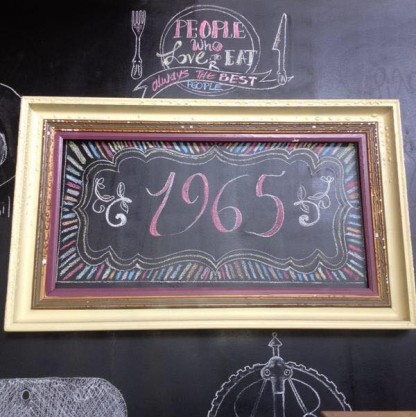 PEOPLE
Who
Love TO EAT
R
always THE BEST
PEOPLE
1965